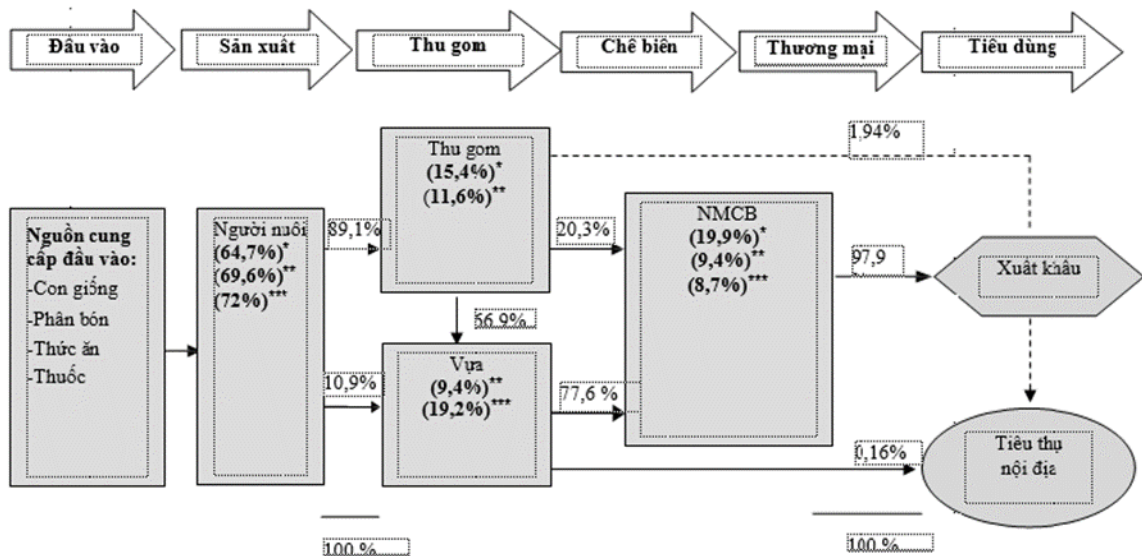 Đầu vào
Sản xuất
Thu gom
Chế biến
Thương mại
Tiêu dùng
1,94%
Thu gom
(15,4%)*
(11,6%)**
Nguồn cung
cấp đầu vào:
-Con giống
-Phân bón
-Thức ăn
-Thuốc
Người nuôi
(64,7%)*
(69,6%)**
(72%)***
89,1%
20,3%
NMCB
(19,9%)*
(9,4%)**
(8,7%)***
97,9
Xuất khẩu
66.9%
10,9%
Vựa
(9,4%)**
(19,2%)***
77,6 %
0,16%
Tiêu thụ
nội địa
100 %
100 %